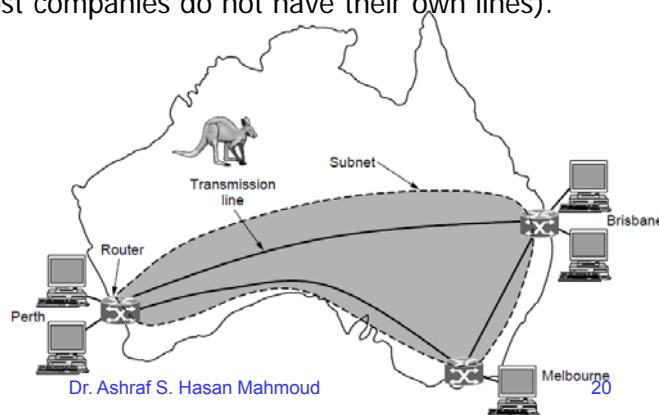 st companies do not have their own lines).
Subnet
Transmission
line
Brisbane
Router
Perth
Melbourne
Dr. Ashraf S. Hasan Mahmoud
20